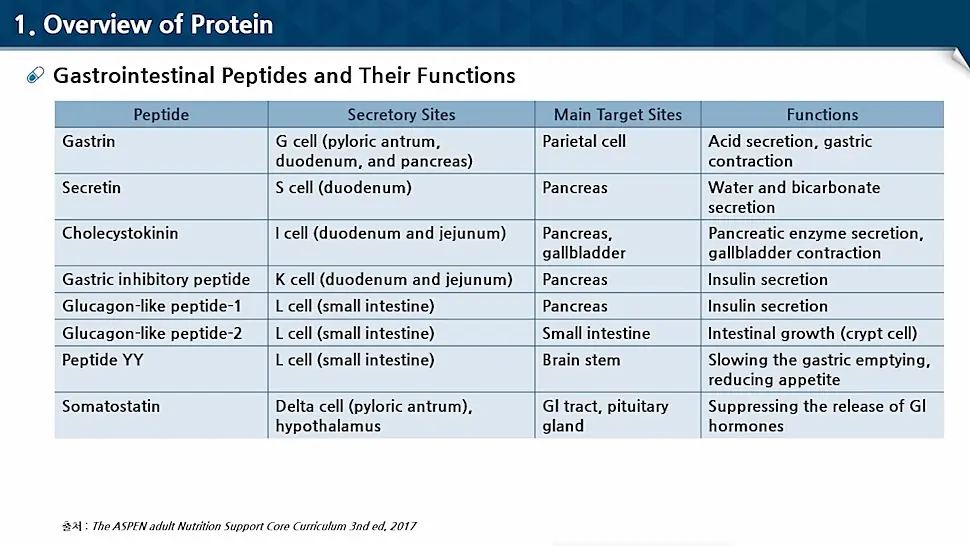 1. Overview of Protein
Gastrointestinal Peptides and Their Functions
Peptide Secretory Sites Main Target Sites Functions
Gastrin G cell (pyloric antrum, Parietal cell Acid secretion, gastric
duodenum, and pancreas) contraction
Secretin S cell (duodenum) Pancreas Water and bicarbonate
secretion
Cholecystokinin I cell (duodenum and jejunum) Pancreas, Pancreatic enzyme secretion,
gallbladder gallbladder contraction
Gastric inhibitory peptide K cell (duodenum and jejunum) Pancreas Insulin secretion
Glucagon-like peptide-1 L cell (small intestine) Pancreas Insulin secretion
Glucagon-like peptide-2 L cell (small intestine) Small intestine Intestinal growth (crypt cell)
Peptide YY L cell (small intestine) Brain stem Slowing the gastric emptying,
reducing appetite
Somatostatin Delta cell (pyloric antrum), GI tract, pituitary Suppressing the release of GI
hypothalamus gland hormones
출처 : The ASPEN adult Nutrition Support Core Curriculum 3nd ed, 2017